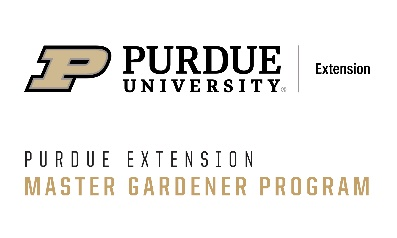 P PURDUE UNIVERSITY® | Extension
PURDUE EXTENSION
MASTER GARDENER PROGRAM